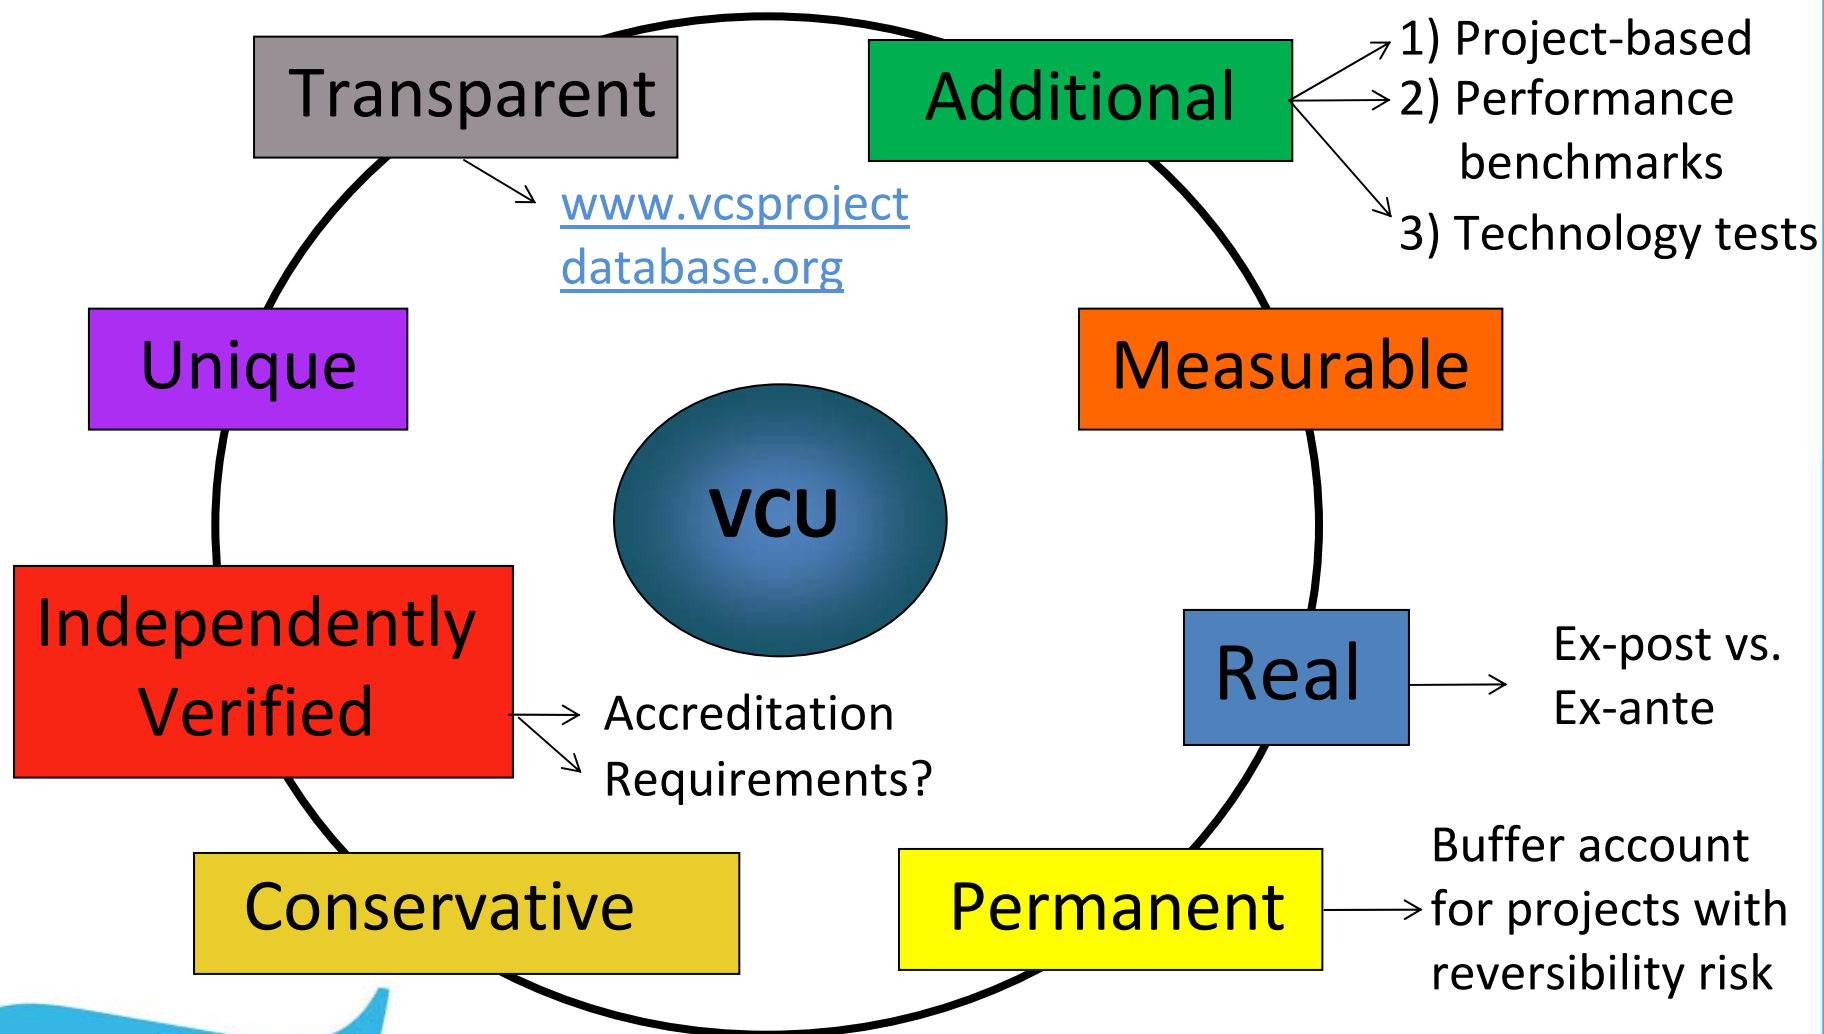 Transparent
www.vcsproject
database.org
Additional
1) Project-based
2) Performance
benchmarks
3) Technology tests
Unique
Measurable
VCU
Independently
Verified
Accreditation
Requirements?
Real
Ex-post vs.
Ex-ante
Conservative
Permanent
Buffer account
for projects with
reversibility risk